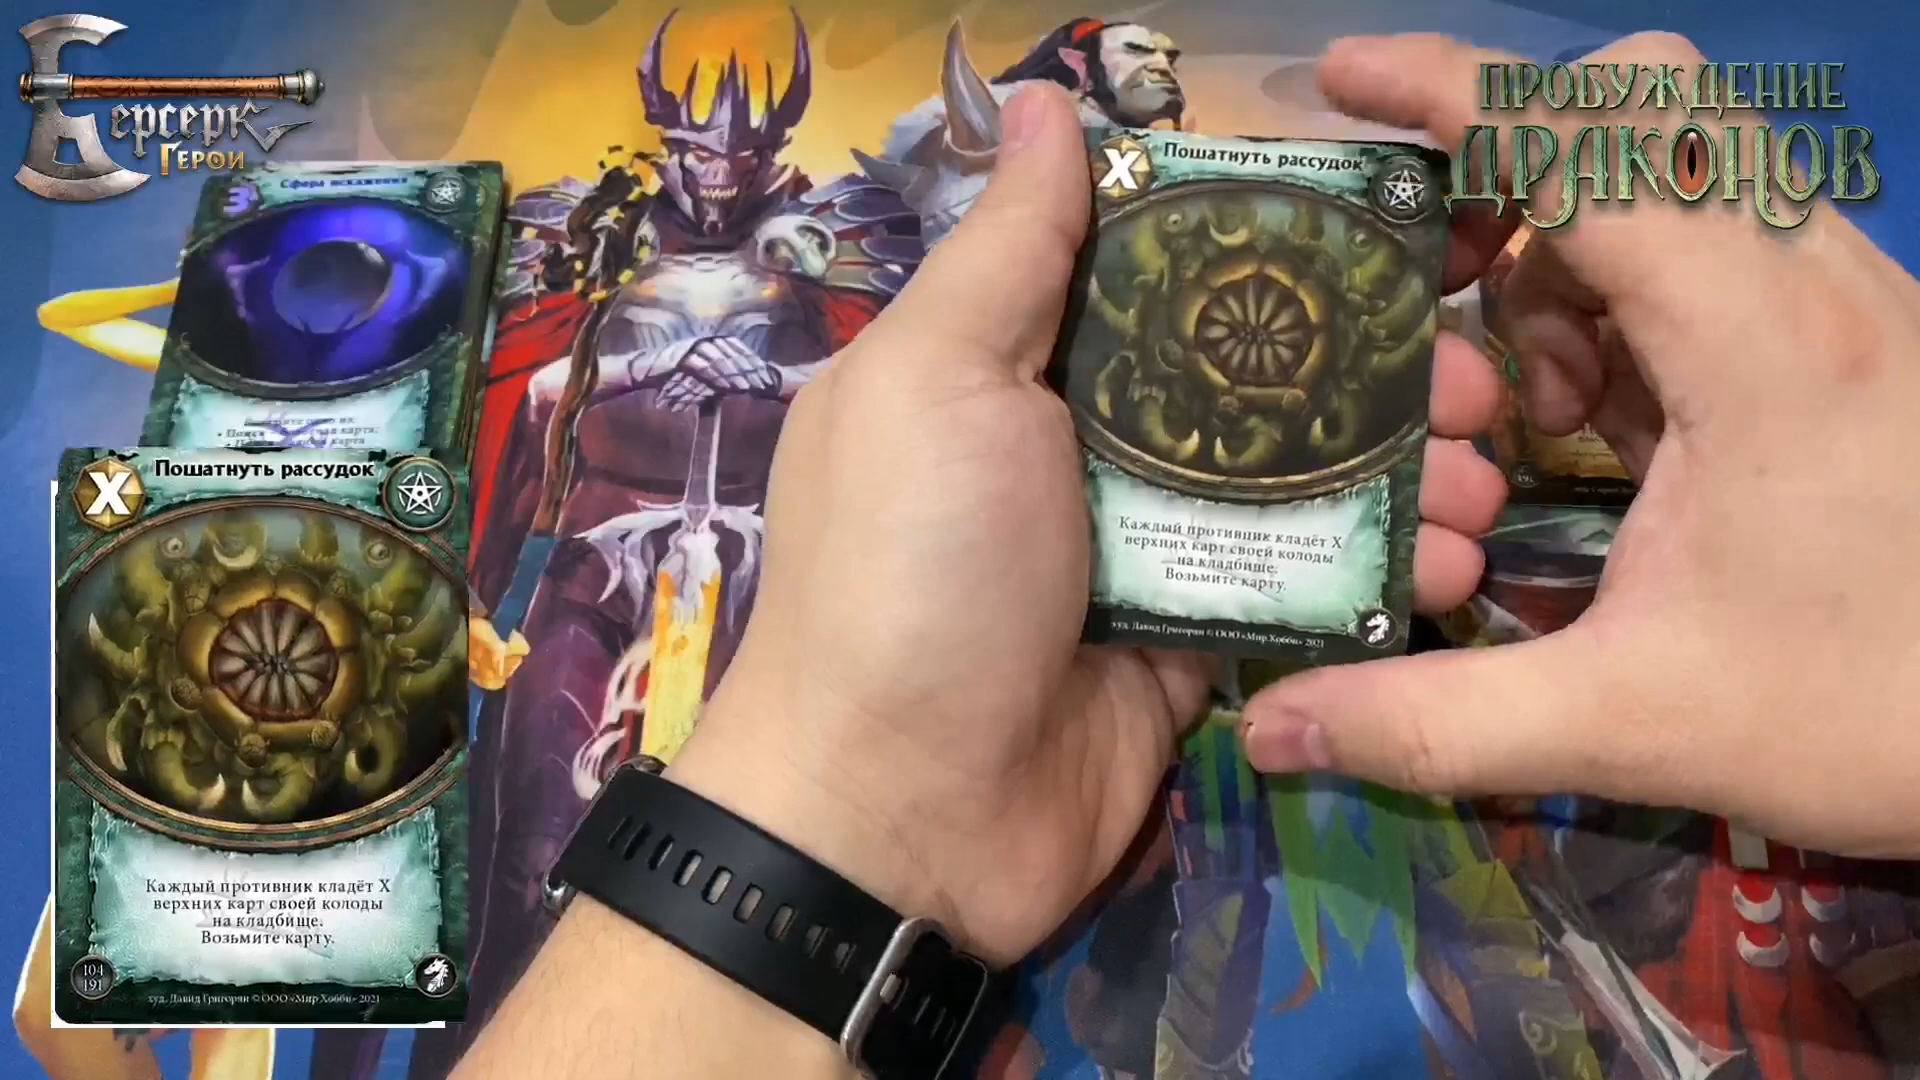 Берсерк
Герои
ПРОБУЖДЕНИЕ
ДРАКОНОВ
3
Сфера искажения
X
Пошатнуть рассудок
Каждый противник кладёт X
верхних карт своей колоды
на кладбище.
Возьмите карту.
худ. Давид Григорян © ООО «Мир Хобби» 2021
X
Пошатнуть рассудок
Каждый противник кладёт X
верхних карт своей колоды
на кладбище.
Возьмите карту.
104
191
худ. Давид Григорян © ООО «Мир Хобби» 2021